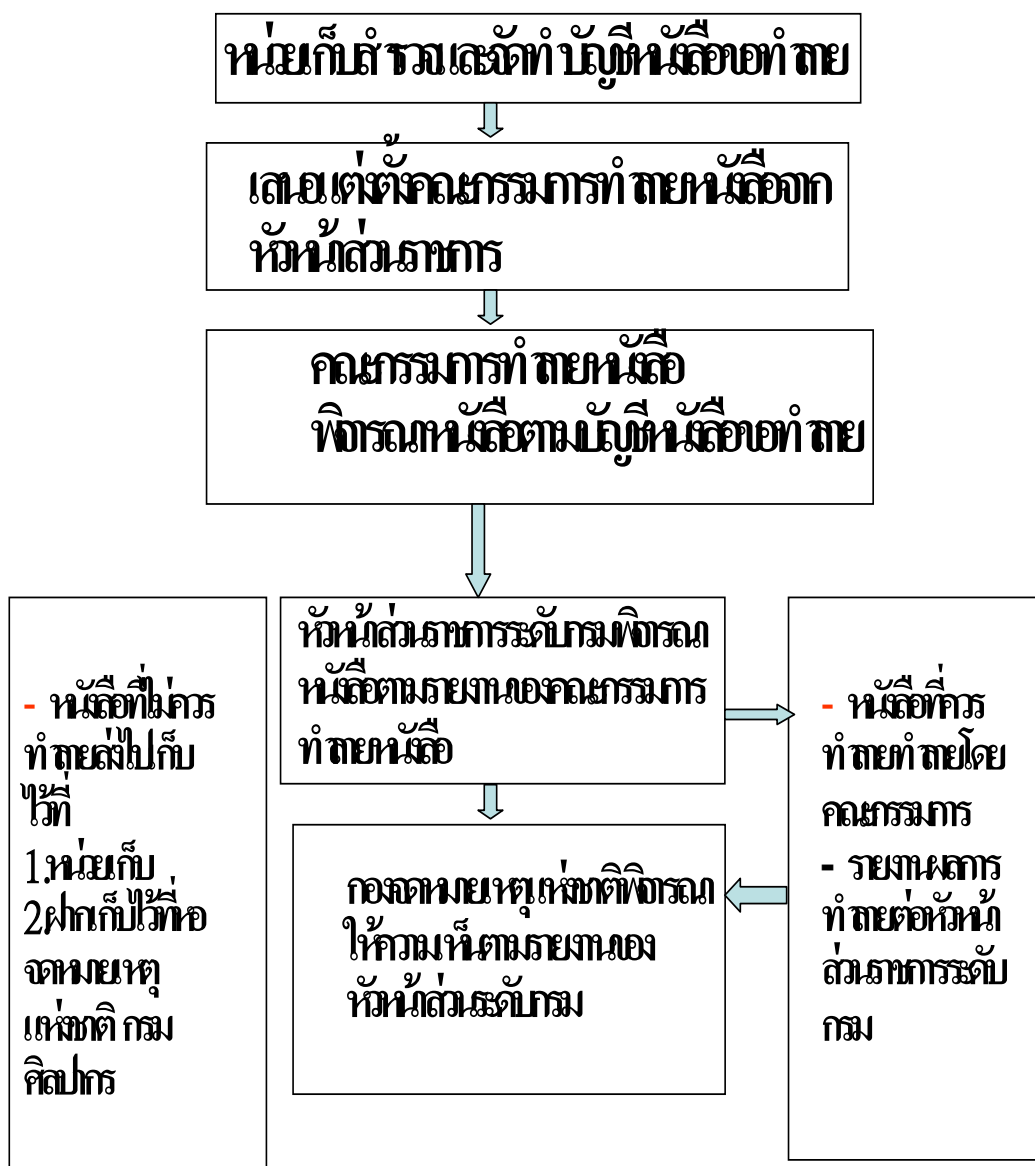 หน่วยเก็บสำรวจและจัดทำบัญชีหนังสือขอทำลาย
เสนอแต่งตั้งคณะกรรมการทำลายหนังสือจาก
หัวหน้าส่วนราชการ
คณะกรรมการทำลายหนังสือ
พิจารณาหนังสือตามบัญชีหนังสือขอทำลาย
หัวหน้าส่วนราชการระดับกรมพิจารณา
หนังสือตามรายงานของคณะกรรมการ
ทำลายหนังสือ
- หนังสือที่ไม่ควร
ทำลายส่งไปเก็บ
ไว้ที่
1.หน่วยเก็บ
2.ฝากเก็บไว้ที่หอ
จดหมายเหตุ
แห่งชาติ กรม
ศิลปากร
- หนังสือที่ควร
ทำลายทำลายโดย
คณะกรรมการ
- รายงานผลการ
ทำลายต่อหัวหน้า
ส่วนราชการระดับ
กรม
กองจดหมายเหตุแห่งชาติพิจารณา
ให้ความเห็นตามรายงานของ
หัวหน้าส่วนระดับกรม